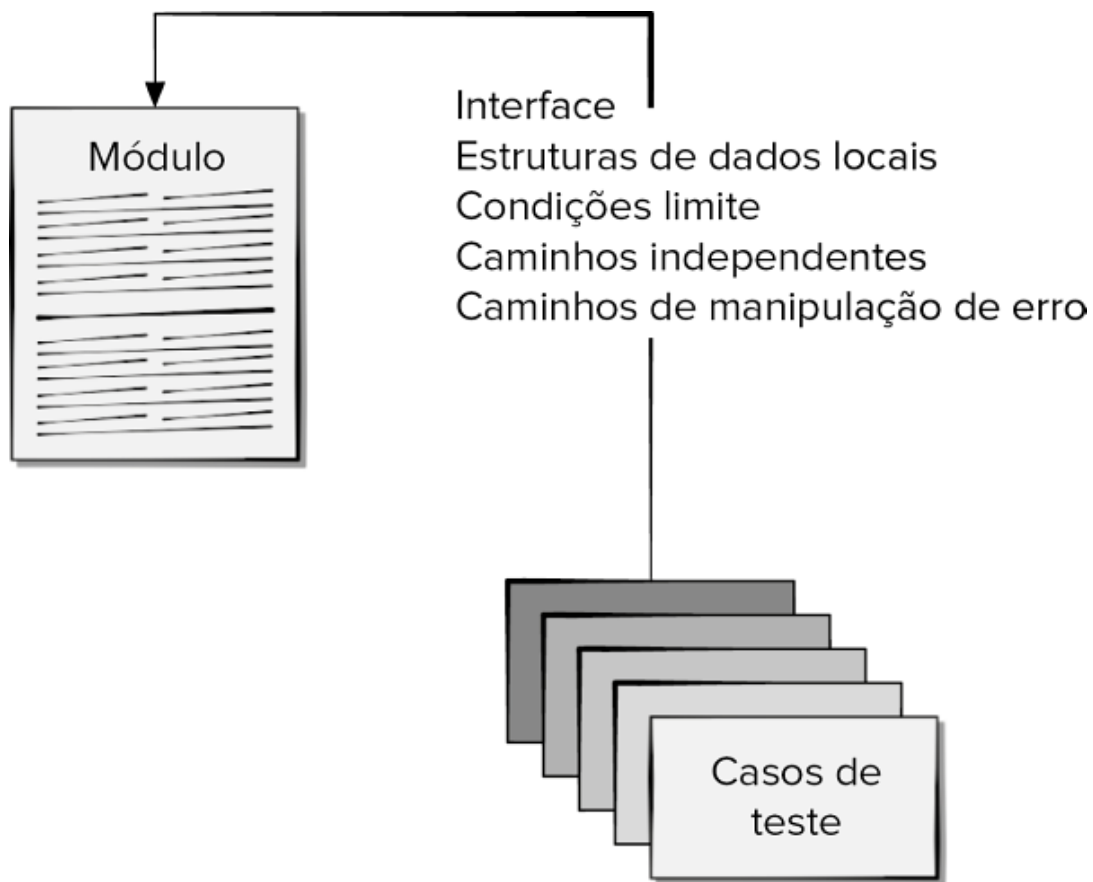 Módulo
Interface
Estruturas de dados locais
Condições limite
Caminhos independentes
Caminhos de manipulação de erro
Casos de
teste